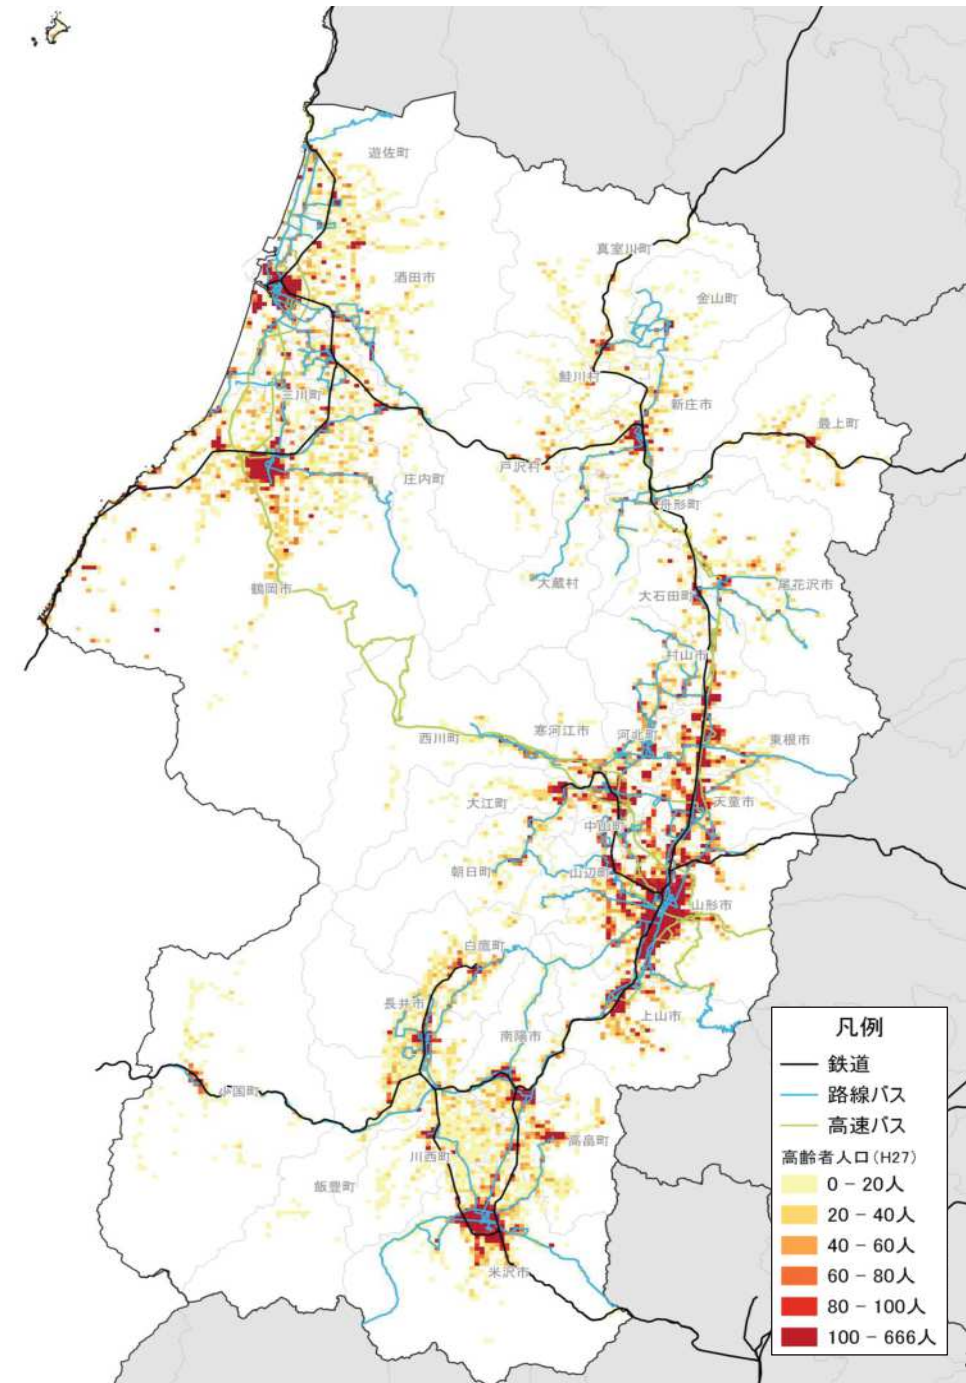 遊佐町
真室川町
酒田市
金山町
鮭川村
三川町
新庄市
最上町
戸沢村
庄内町
舟形町
大蔵村
尾花沢市
鶴岡市
大石田町
村山市
寒河江市
河北町
西川町
東根市
大江町
天童市
中山町
朝日町
山辺町
山形市
白鷹町
長井市
上山市
南陽市
小国町
高畠町
川西町
飯豊町
米沢市
凡例
鉄道
路線バス
高速バス
高齢者人口(H27)
0 - 20人
20 - 40人
40 - 60人
60 - 80人
80 - 100人
100 - 666人